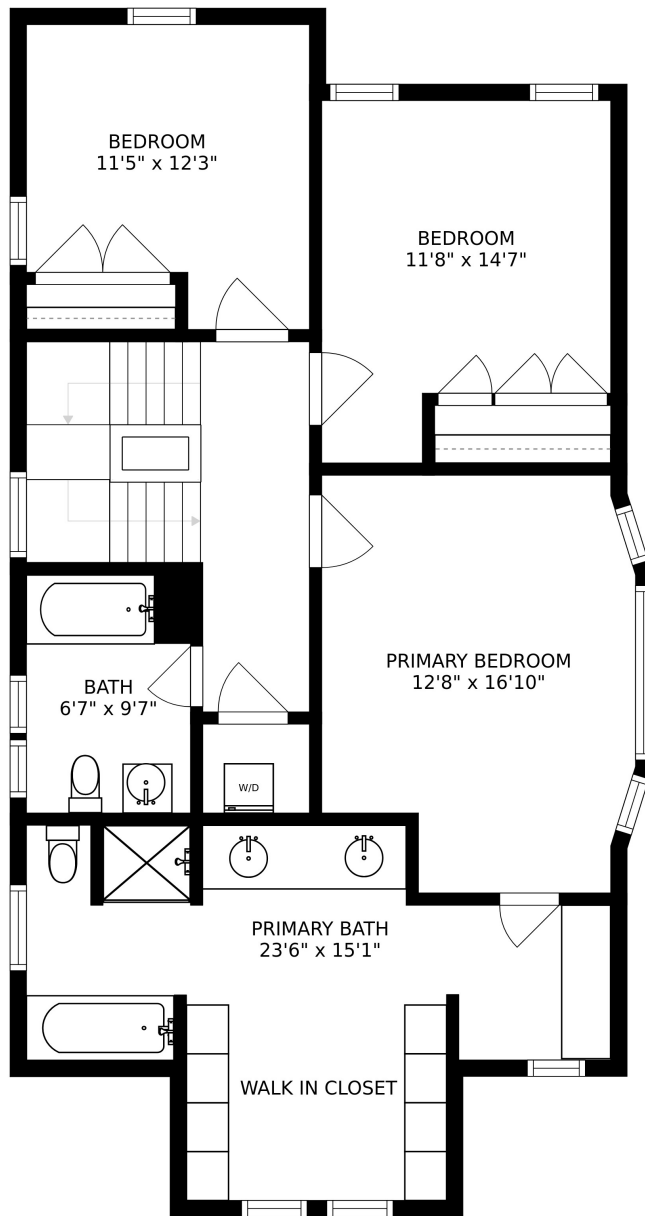 BEDROOM
11'5" x 12'3"
BEDROOM
11'8" x 14'7"
PRIMARY BEDROOM
12'8" x 16'10"
BATH
6'7" x 9'7"
W/D
PRIMARY BATH
23'6" x 15'1"
WALK IN CLOSET